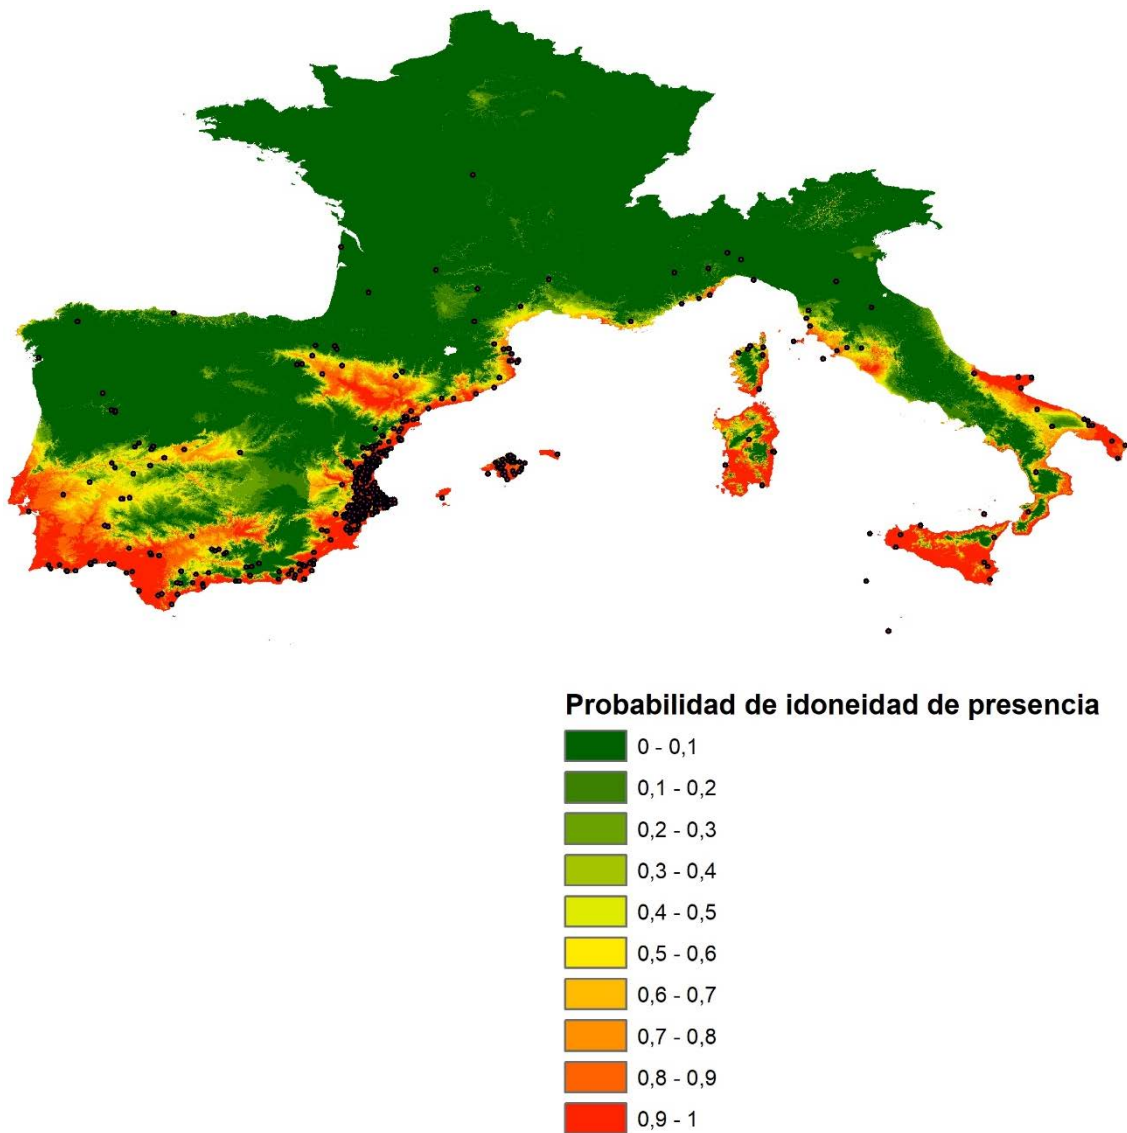 Probabilidad de idoneidad de presencia
0 - 0,1
0,1 - 0,2
0,2 - 0,3
0,3 - 0,4
0,4 - 0,5
0,5 - 0,6
0,6 - 0,7
0,7 - 0,8
0,8 - 0,9
0,9 - 1